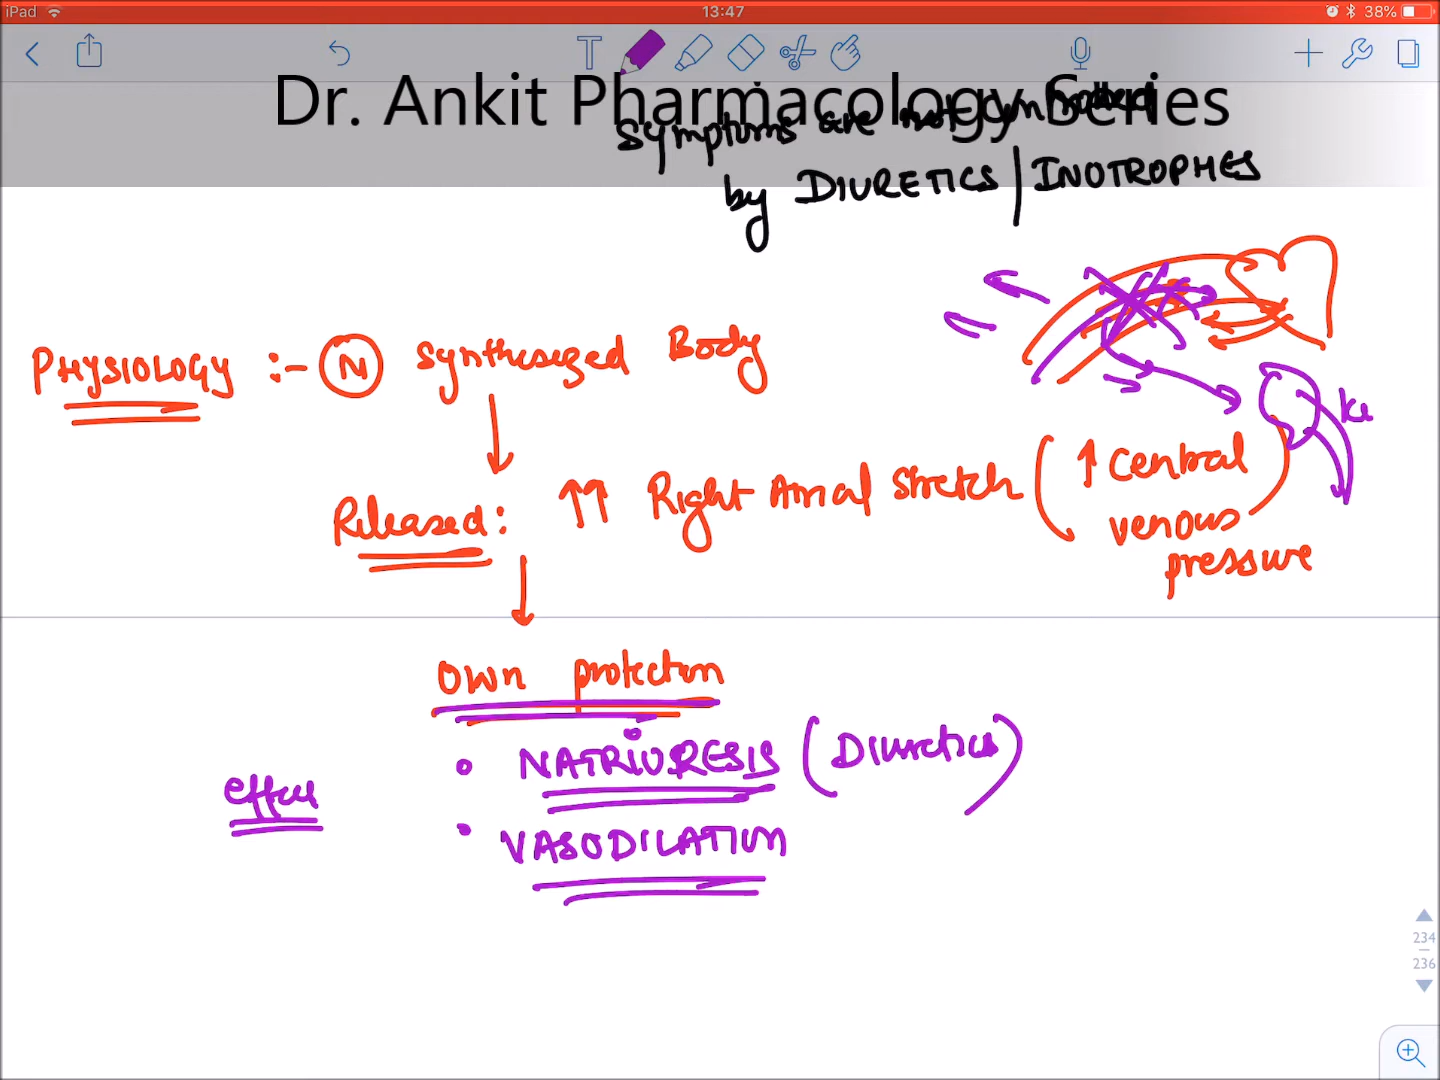 iPad 13:47 38%
Dr. Ankit Pharmacology Series
Symptoms are not controlled
by DIURETICS | INOTROPHES
PHYSIOLOGY :- N Synthesized Body
Released: ↑↑ Right Atrial Stretch (↑ Central
venous
pressure
own protection
effect
• NATRIURESIS (Diuretics)
• VASODILATION
234
236